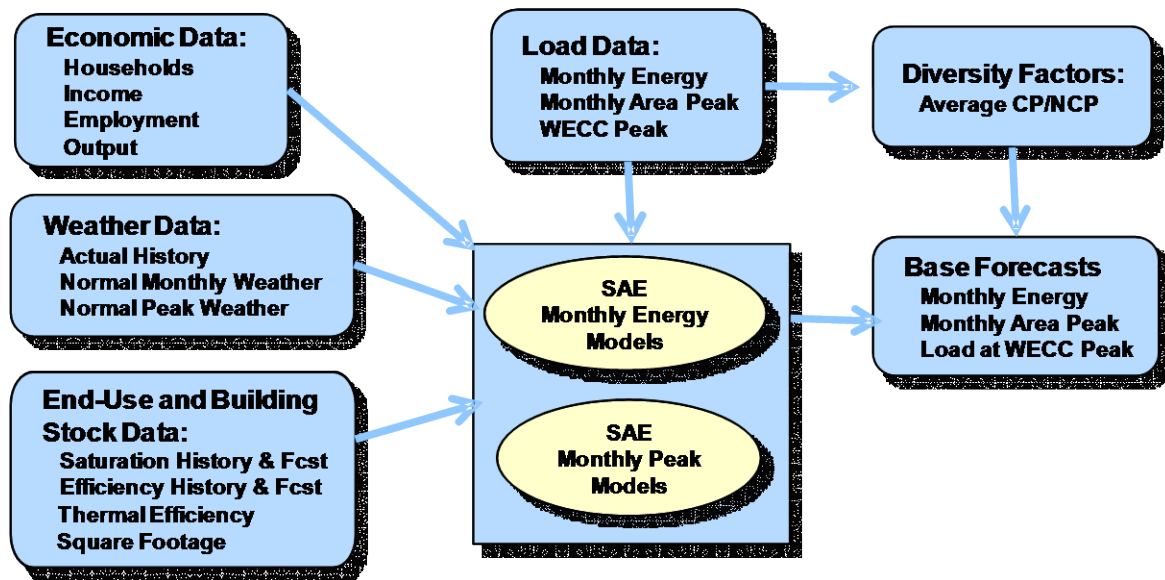 Economic Data:
Households
Income
Employment
Output
Weather Data:
Actual History
Normal Monthly Weather
Normal Peak Weather
End-Use and Building
Stock Data:
Saturation History & Fcst
Efficiency History & Fcst
Thermal Efficiency
Square Footage
Load Data:
Monthly Energy
Monthly Area Peak
WECC Peak
SAE
Monthly Energy
Models
SAE
Monthly Peak
Models
Diversity Factors:
Average CP/NCP
Base Forecasts
Monthly Energy
Monthly Area Peak
Load at WECC Peak